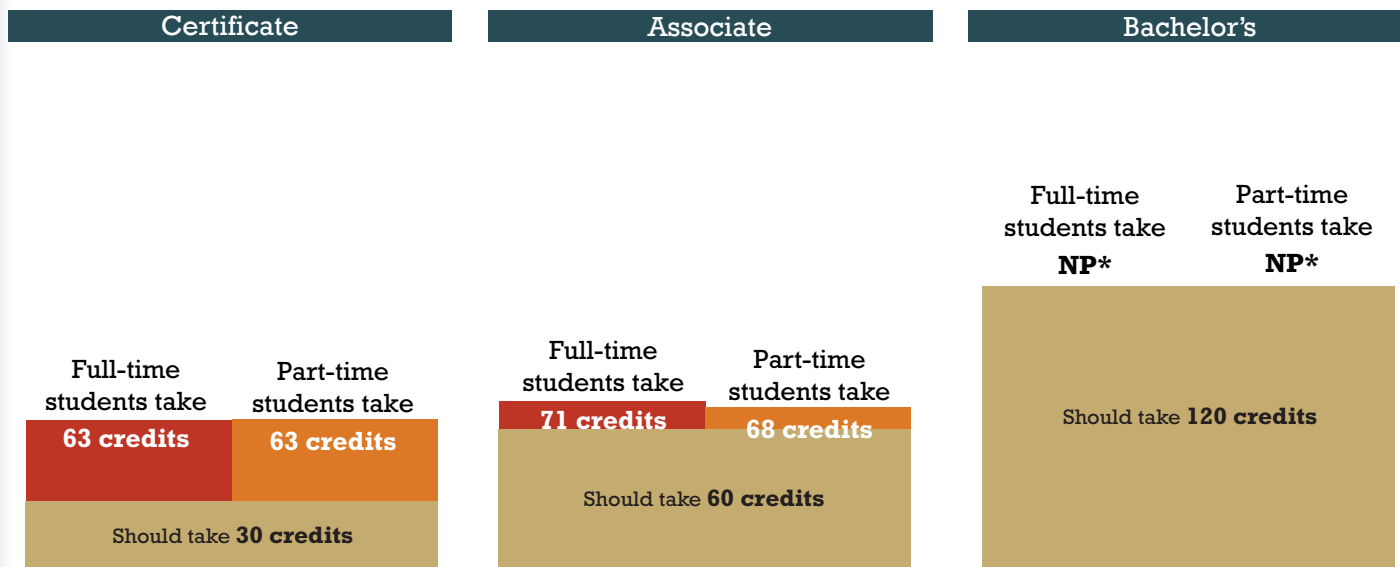 Certificate
Full-time
students take
63 credits
Part-time
students take
63 credits
Should take 30 credits
Associate
Full-time
students take
71 credits
Part-time
students take
68 credits
Should take 60 credits
Bachelor's
Full-time
students take
NP*
Part-time
students take
NP*
Should take 120 credits